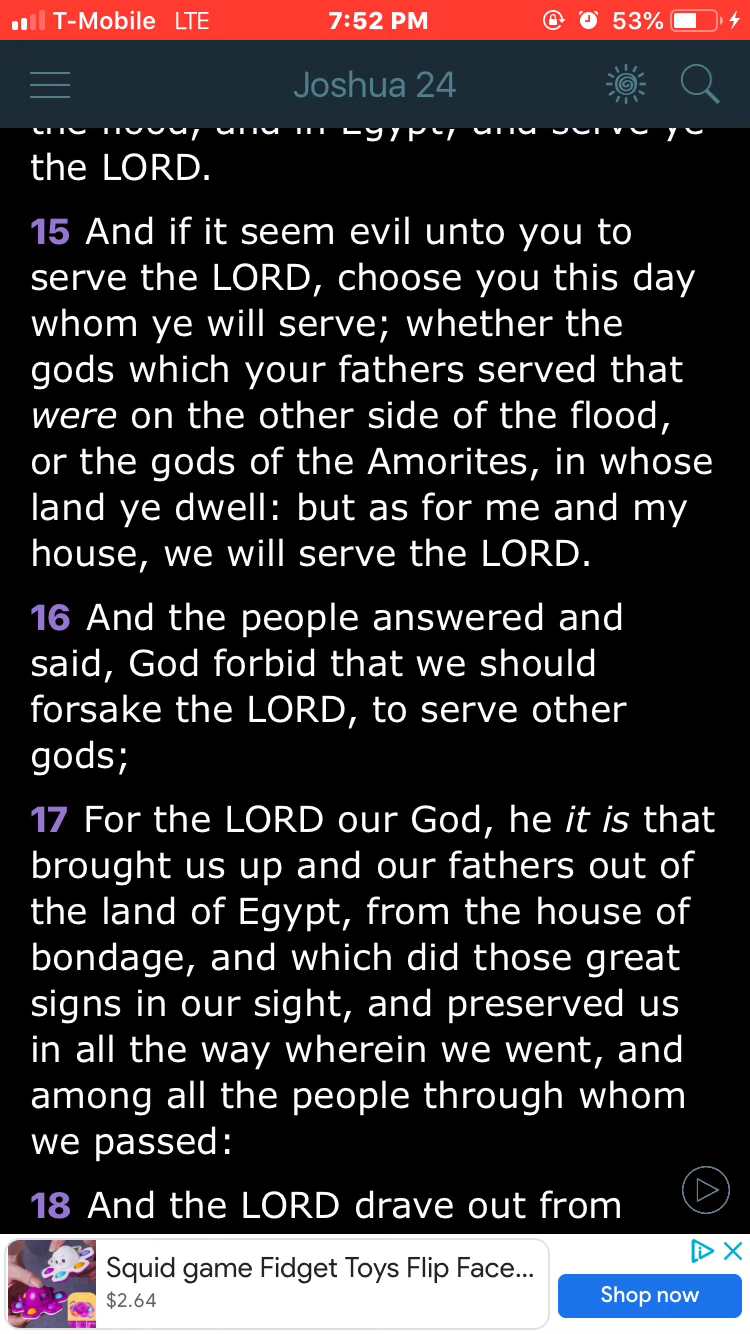 T-Mobile LTE 7:52 PM 53%
Joshua 24
the flood, and in Egypt, and serve ye
the LORD.
15 And if it seem evil unto you to
serve the LORD, choose you this day
whom ye will serve; whether the
gods which your fathers served that
were on the other side of the flood,
or the gods of the Amorites, in whose
land ye dwell: but as for me and my
house, we will serve the LORD.
16 And the people answered and
said, God forbid that we should
forsake the LORD, to serve other
gods;
17 For the LORD our God, he it is that
brought us up and our fathers out of
the land of Egypt, from the house of
bondage, and which did those great
signs in our sight, and preserved us
in all the way wherein we went, and
among all the people through whom
we passed:
18 And the LORD drave out from
Squid game Fidget Toys Flip Face...
$2.64
Shop now